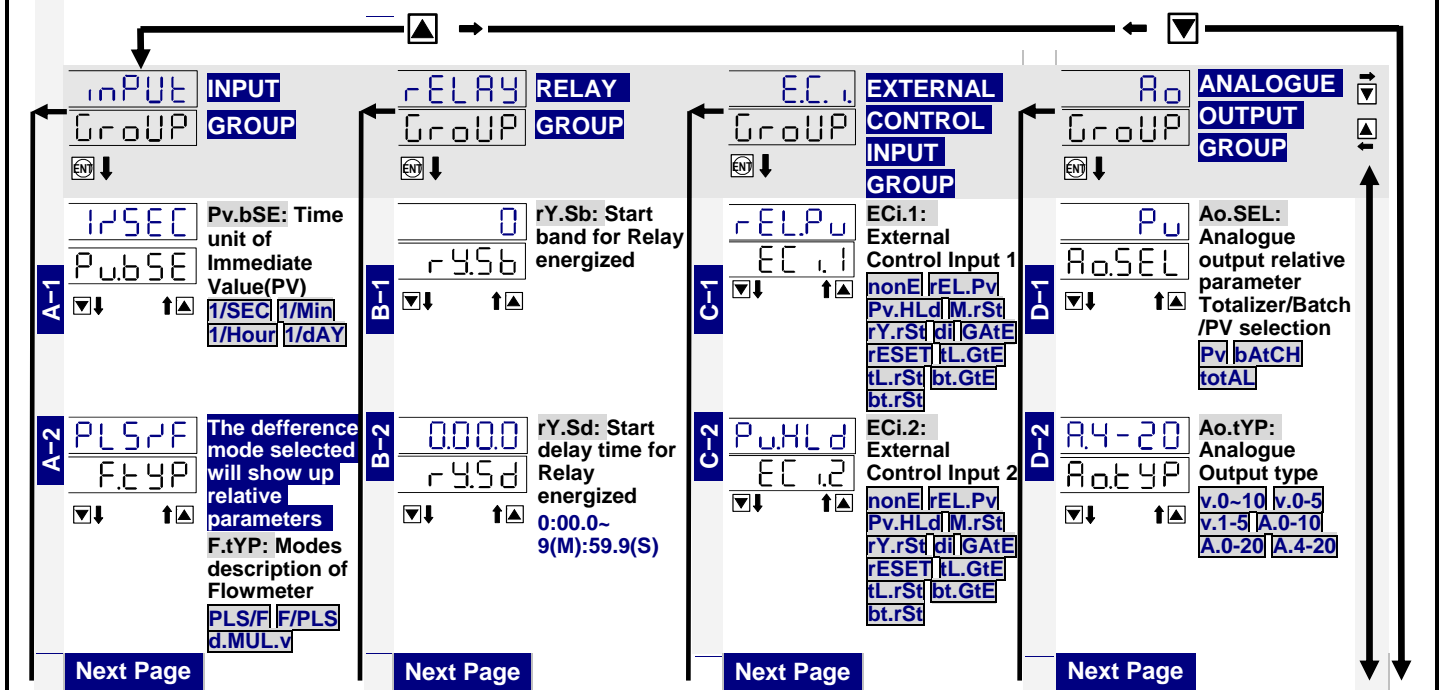 inPUt
GroUP
INPUT
GROUP
ENT
1/SEC
Pv.bSE
Pv.bSE: Time
unit of
Immediate
Value(PV)
1/SEC 1/Min
1/Hour 1/dAY
A–1
PLS/F
F.tYP
The defference
mode selected
will show up
relative
parameters
F.tYP: Modes
description of
Flowmeter
PLS/F F/PLS
d.MUL.v
A–2
Next Page
rELAY
GroUP
RELAY
GROUP
ENT
0
rY.Sb
rY.Sb: Start
band for Relay
energized
B–1
0.00.0
rY.Sd
rY.Sd: Start
delay time for
Relay
energized
0:00.0~
9(M):59.9(S)
B–2
Next Page
E.C.i.
GroUP
EXTERNAL
CONTROL
INPUT
GROUP
ENT
rEL.Pv
ECi.1
ECi.1:
External
Control Input 1
nonE rEL.Pv
Pv.HLd M.rSt
rY.rSt di GAtE
rESET tL.GtE
tL.rSt bt.GtE
bt.rSt
C–1
Pv.HLd
ECi.2
ECi.2:
External
Control Input 2
nonE rEL.Pv
Pv.HLd M.rSt
rY.rSt di GAtE
rESET tL.GtE
tL.rSt bt.GtE
bt.rSt
C–2
Next Page
Ao
GroUP
ANALOGUE
OUTPUT
GROUP
ENT
Pv
Ao.SEL
Ao.SEL:
Analogue
output relative
parameter
Totalizer/Batch
/PV selection
Pv bAtCH
totAL
D–1
A.4-20
Ao.tYP
Ao.tYP:
Analogue
Output type
v.0~10 v.0-5
v.1-5 A.0-10
A.0-20 A.4-20
D–2
Next Page